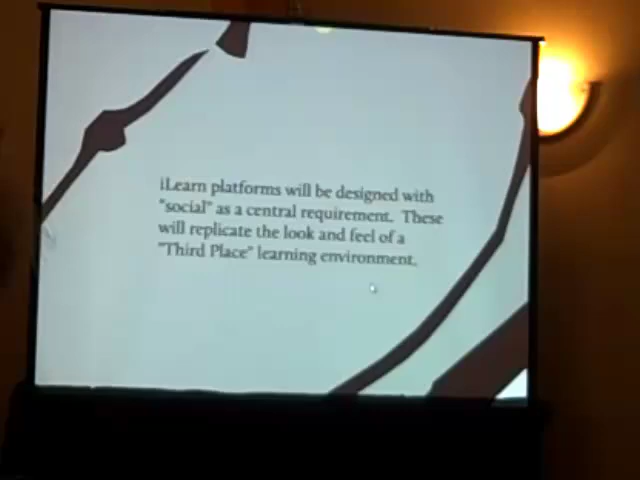 iLearn platforms will be designed with
"social" as a central requirement. These
will replicate the look and feel of a
"Third Place" learning environment.